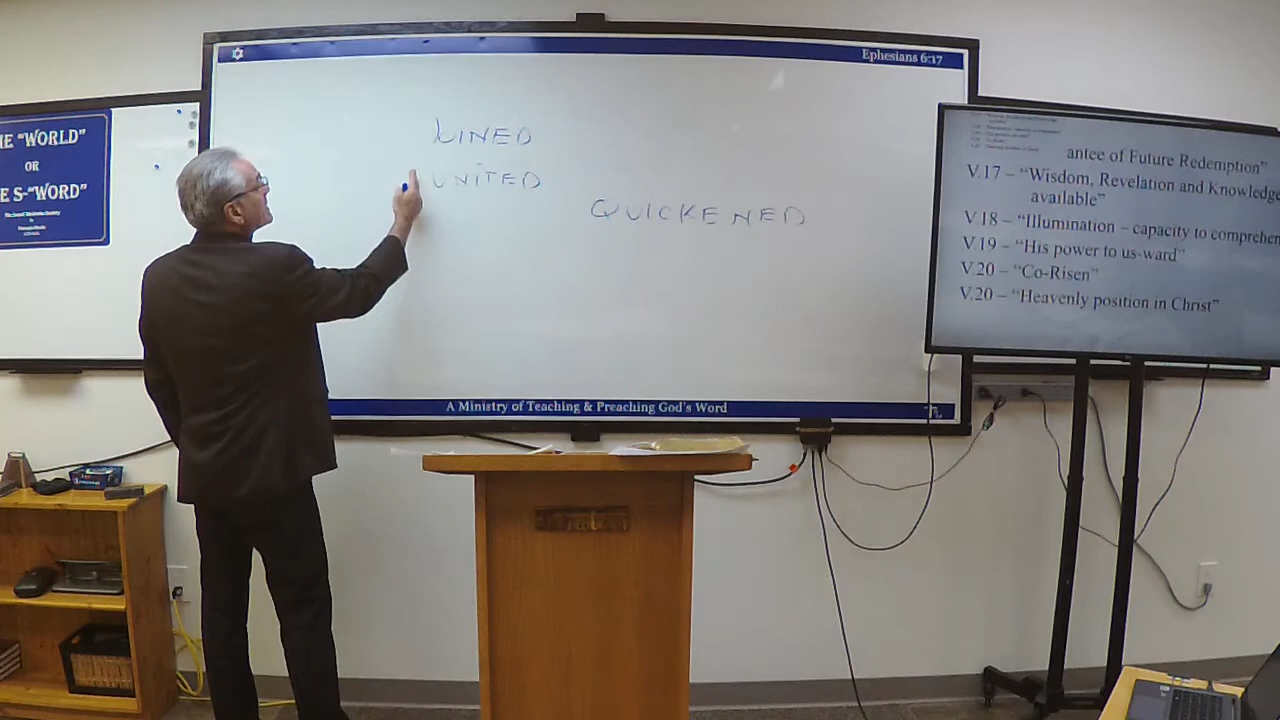 Ephesians 6:17
HE "WORLD"
OR
E S-"WORD"
LINED
UNITED
QUICKENED
antee of Future Redemption"
V.17 – "Wisdom, Revelation and Knowledge
available"
V.18 – "Illumination – capacity to comprehen
V.19 – "His power to us-ward"
V.20 – "Co-Risen"
V.20 – "Heavenly position in Christ"
A Ministry of Teaching & Preaching God's Word